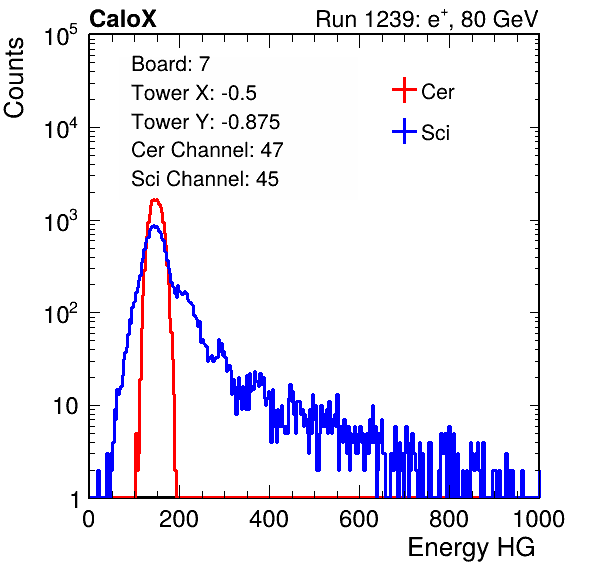 CaloX Run 1239: e⁺, 80 GeV
Counts
Board: 7
Tower X: -0.5
Tower Y: -0.875
Cer Channel: 47
Sci Channel: 45
Cer
Sci
10⁵
10⁴
10³
10²
10
1
0 200 400 600 800 1000
Energy HG